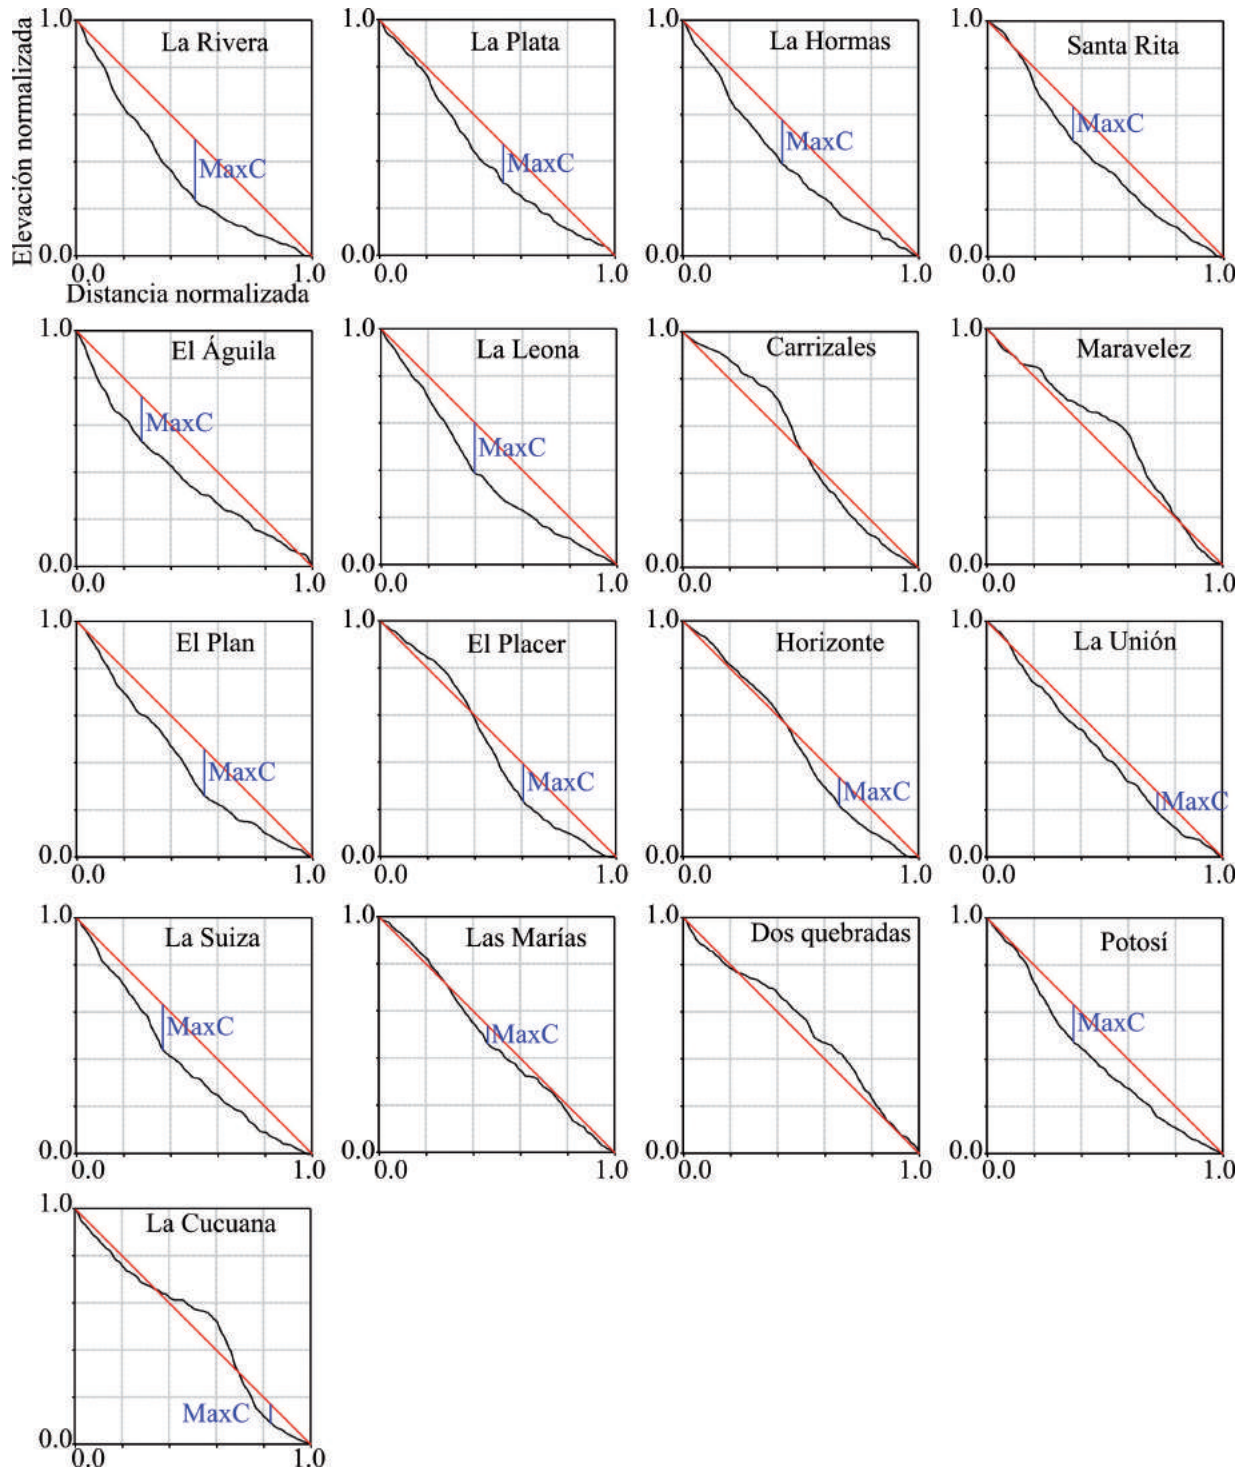 Elevación normalizada
1.0
La Rivera
MaxC
0.0
0.0
1.0
Distancia normalizada
1.0
La Plata
MaxC
0.0
0.0
1.0
1.0
La Hormas
MaxC
0.0
0.0
1.0
1.0
Santa Rita
MaxC
0.0
0.0
1.0
1.0
El Águila
MaxC
0.0
0.0
1.0
1.0
La Leona
MaxC
0.0
0.0
1.0
1.0
Carrizales
0.0
0.0
1.0
1.0
Maravelez
0.0
0.0
1.0
1.0
El Plan
MaxC
0.0
0.0
1.0
1.0
El Placer
MaxC
0.0
0.0
1.0
1.0
Horizonte
MaxC
0.0
0.0
1.0
1.0
La Unión
MaxC
0.0
0.0
1.0
1.0
La Suiza
MaxC
0.0
0.0
1.0
1.0
Las Marías
MaxC
0.0
0.0
1.0
1.0
Dos quebradas
0.0
0.0
1.0
1.0
Potosí
MaxC
0.0
0.0
1.0
1.0
La Cucuana
MaxC
0.0
0.0
1.0